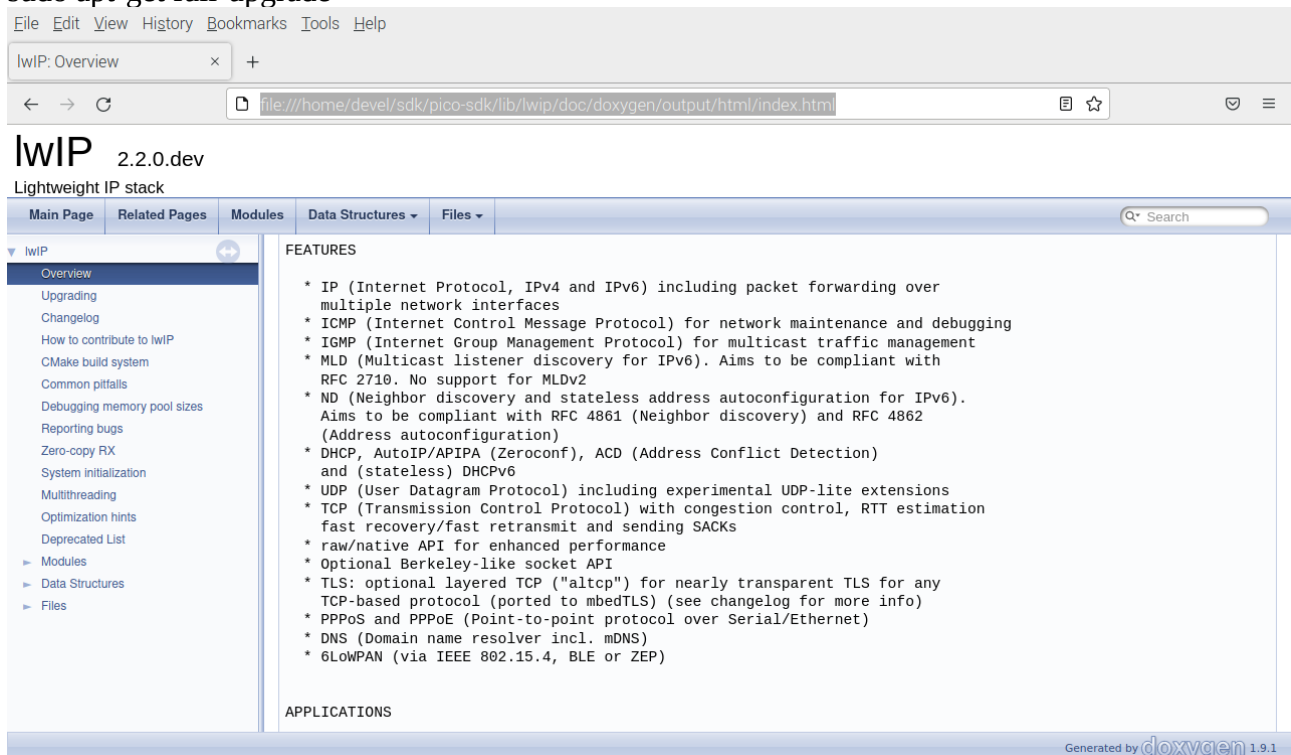 sudo apt-get full-upgrade
File Edit View History Bookmarks Tools Help
lwIP: Overview × +
file:///home/devel/sdk/pico-sdk/lib/lwip/doc/doxygen/output/html/index.html
lwIP 2.2.0.dev
Lightweight IP stack
Main Page Related Pages Modules Data Structures Files Search
lwIP
Overview
Upgrading
Changelog
How to contribute to lwIP
CMake build system
Common pitfalls
Debugging memory pool sizes
Reporting bugs
Zero-copy RX
System initialization
Multithreading
Optimization hints
Deprecated List
Modules
Data Structures
Files
FEATURES
* IP (Internet Protocol, IPv4 and IPv6) including packet forwarding over
multiple network interfaces
* ICMP (Internet Control Message Protocol) for network maintenance and debugging
* IGMP (Internet Group Management Protocol) for multicast traffic management
* MLD (Multicast listener discovery for IPv6). Aims to be compliant with
RFC 2710. No support for MLDv2
* ND (Neighbor discovery and stateless address autoconfiguration for IPv6).
Aims to be compliant with RFC 4861 (Neighbor discovery) and RFC 4862
(Address autoconfiguration)
* DHCP, AutoIP/APIPA (Zeroconf), ACD (Address Conflict Detection)
and (stateless) DHCPv6
* UDP (User Datagram Protocol) including experimental UDP-lite extensions
* TCP (Transmission Control Protocol) with congestion control, RTT estimation
fast recovery/fast retransmit and sending SACKs
* raw/native API for enhanced performance
* Optional Berkeley-like socket API
* TLS: optional layered TCP ("altcp") for nearly transparent TLS for any
TCP-based protocol (ported to mbedTLS) (see changelog for more info)
* PPPoS and PPPoE (Point-to-point protocol over Serial/Ethernet)
* DNS (Domain name resolver incl. mDNS)
* 6LoWPAN (via IEEE 802.15.4, BLE or ZEP)
APPLICATIONS
Generated by doxygen 1.9.1